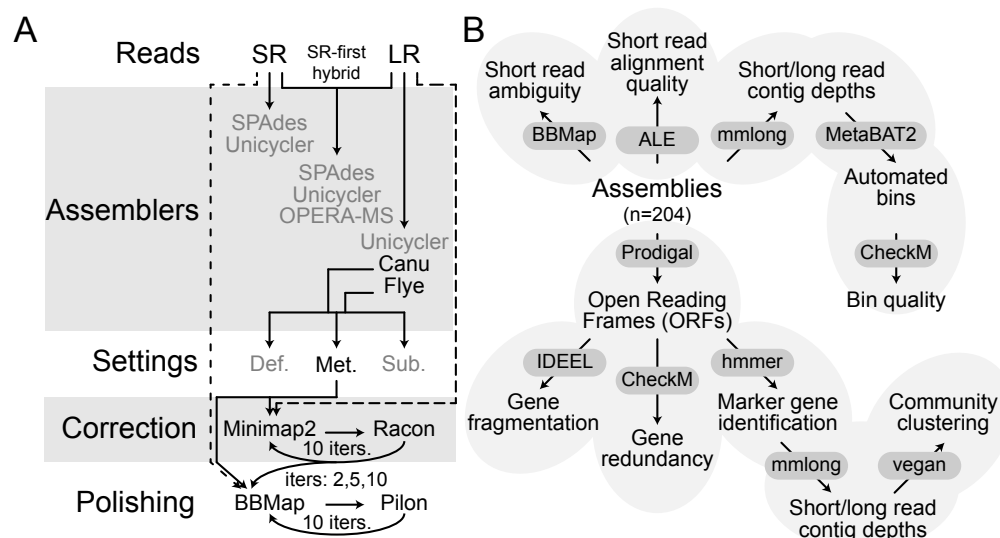 A
Reads
SR
SR-first
hybrid
LR
Assemblers
SPAdes
Unicycler
SPAdes
Unicycler
OPERA-MS
Unicycler
Canu
Flye
Settings
Def.
Met.
Sub.
Correction
Minimap2
Racon
10 iters.
iters: 2,5,10
Polishing
BBMap
Pilon
10 iters.
B
Short read
ambiguity
Short read
alignment
quality
Short/long read
contig depths
BBMap
ALE
mmlong
MetaBAT2
Assemblies
(n=204)
Automated
bins
Prodigal
CheckM
Bin quality
Open Reading
Frames (ORFs)
IDEEL
CheckM
hmmer
Gene
fragmentation
Gene
redundancy
Marker gene
identification
Community
clustering
mmlong
vegan
Short/long read
contig depths